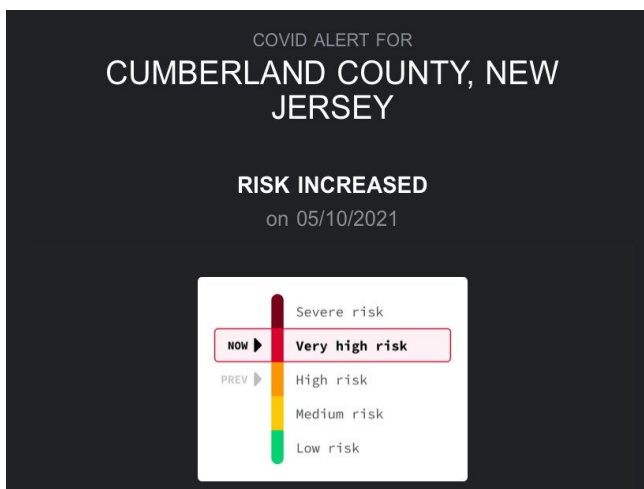 COVID ALERT FOR
CUMBERLAND COUNTY, NEW
JERSEY
RISK INCREASED
on 05/10/2021
Severe risk
NOW Very high risk
PREV High risk
Medium risk
Low risk